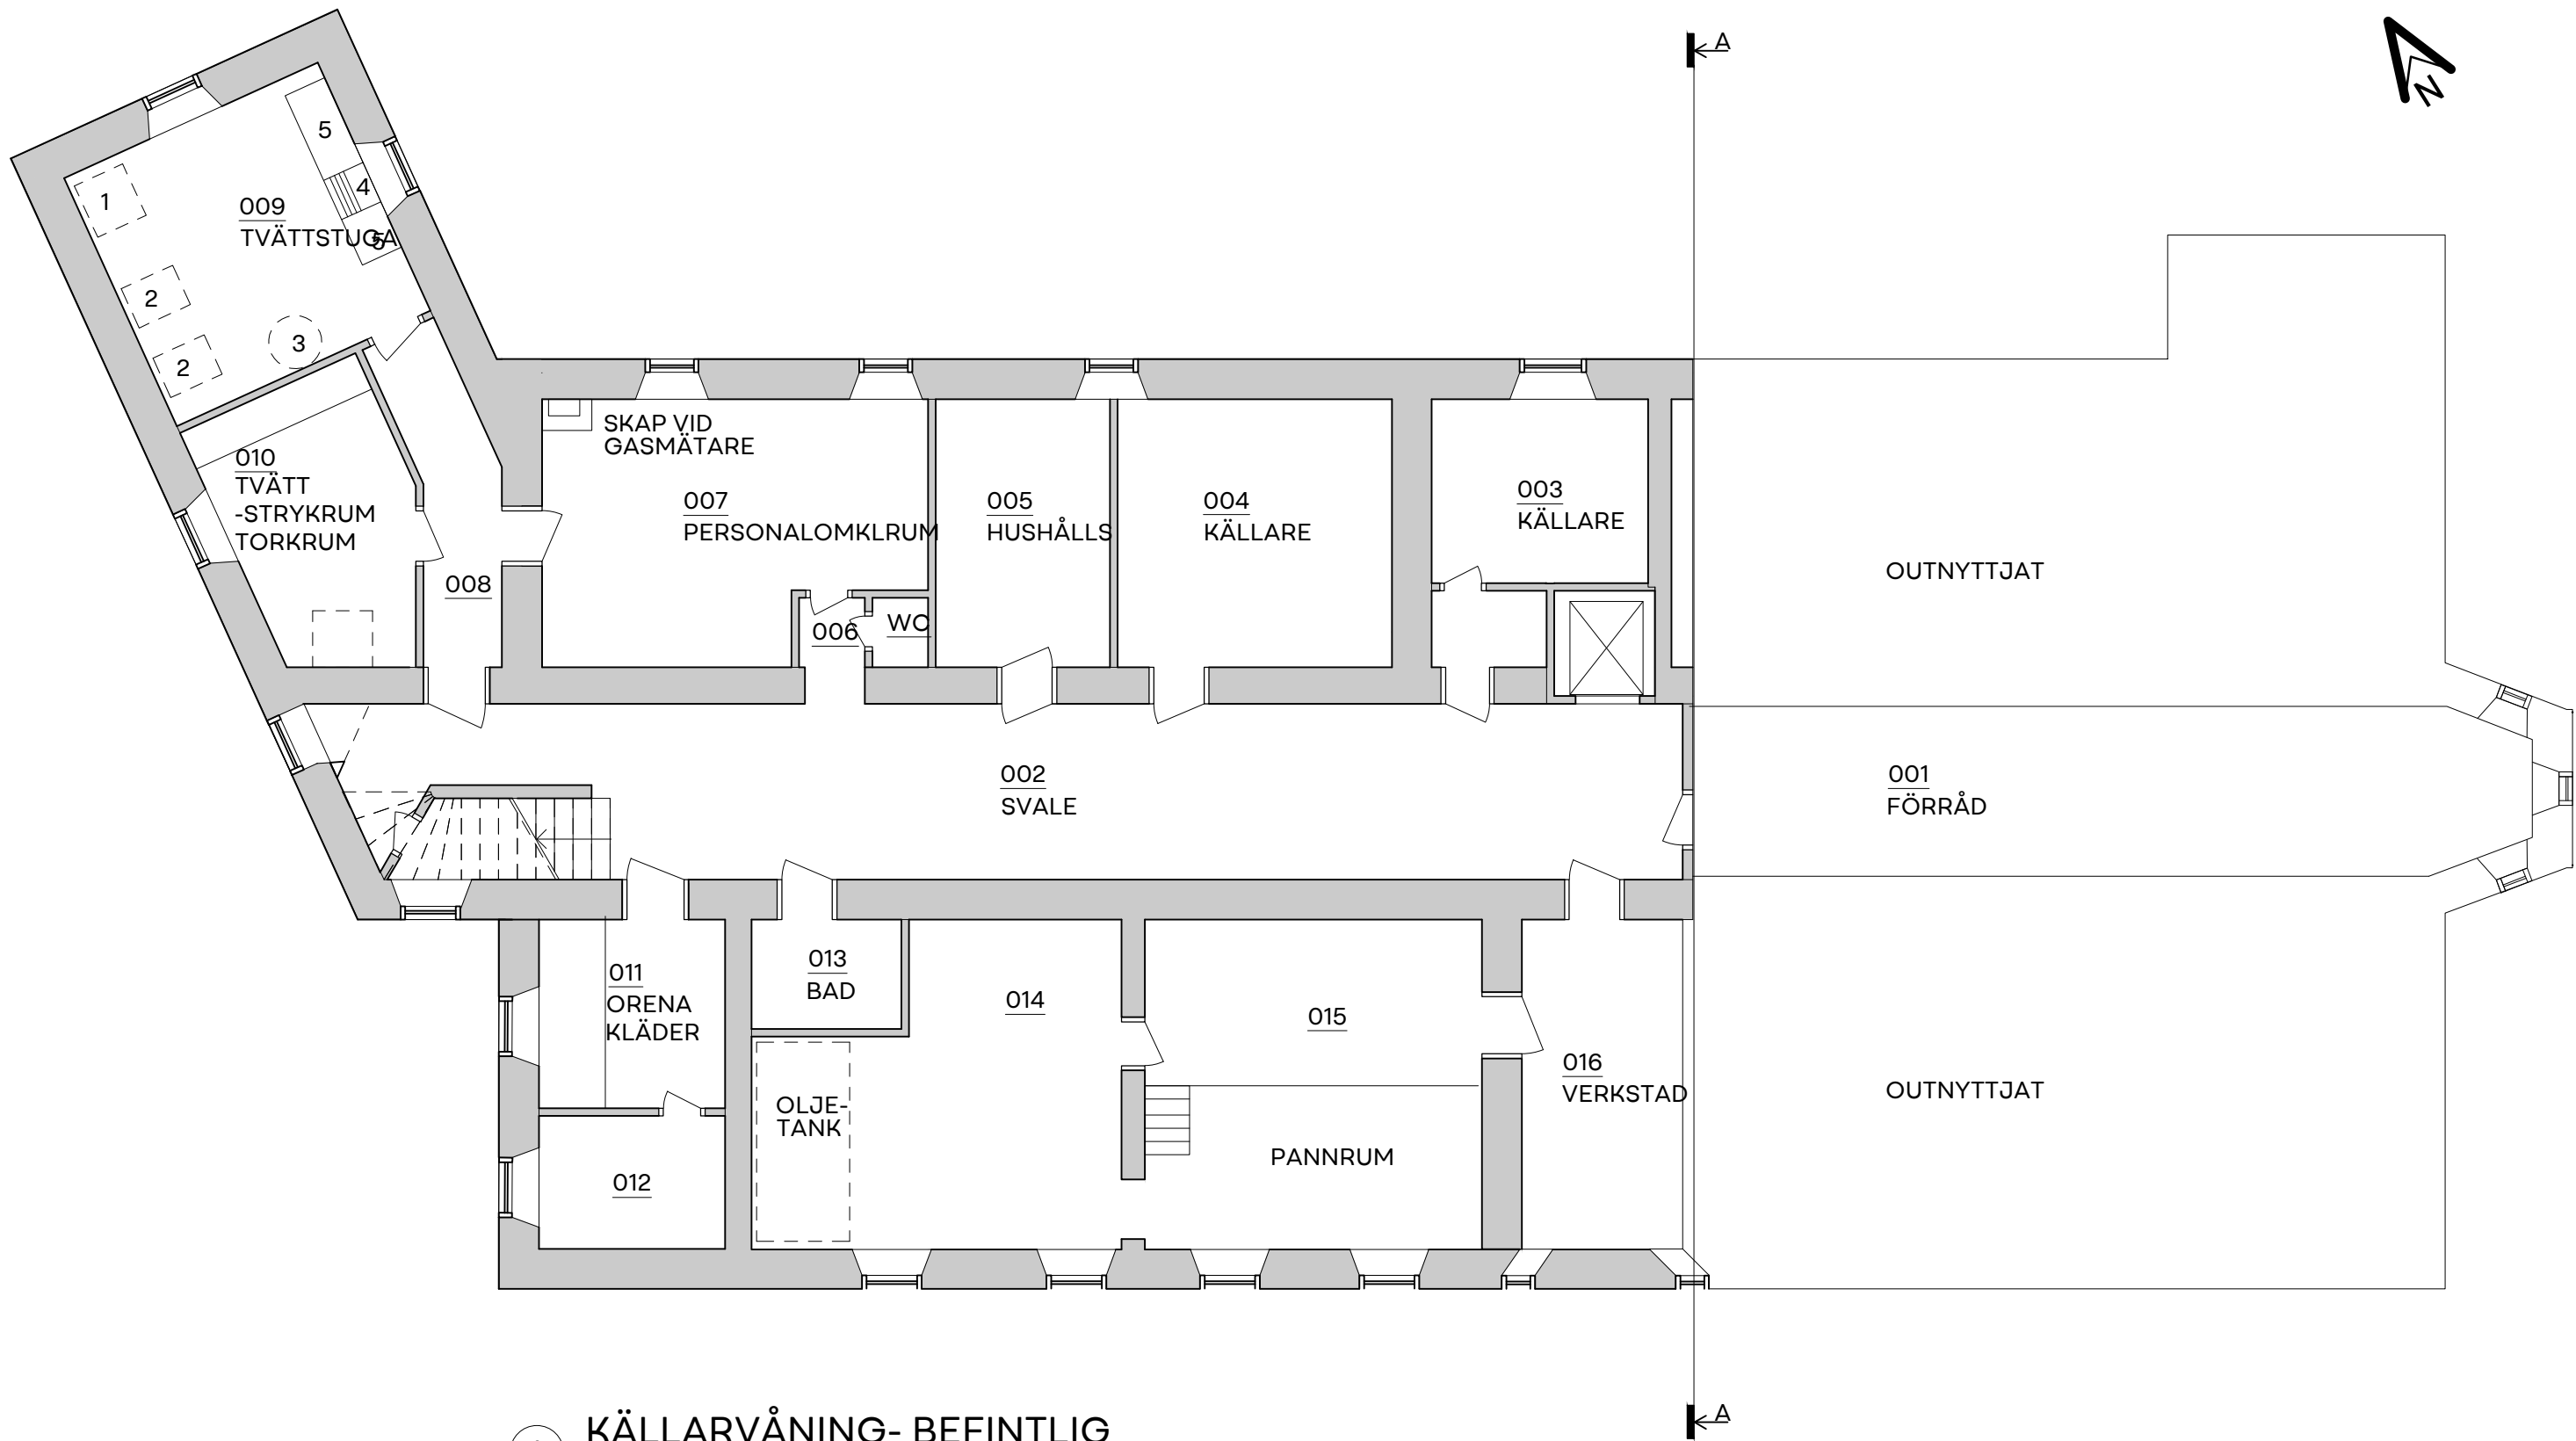 A
N
5
4
1
009
TVÄTTSTUGA
5
2
3
2
SKAP VID
GASMÄTARE
010
TVÄTT
-STRYKRUM
TORKRUM
007
PERSONALOMKLRUM
005
HUSHÅLLS
004
KÄLLARE
003
KÄLLARE
OUTNYTTJAT
008
006
WC
002
SVALE
001
FÖRRÅD
011
ORENA
KLÄDER
013
BAD
014
015
016
VERKSTAD
OUTNYTTJAT
OLJE-
TANK
PANNRUM
012
A
KÄLLARVÅNING- BEFINTLIG